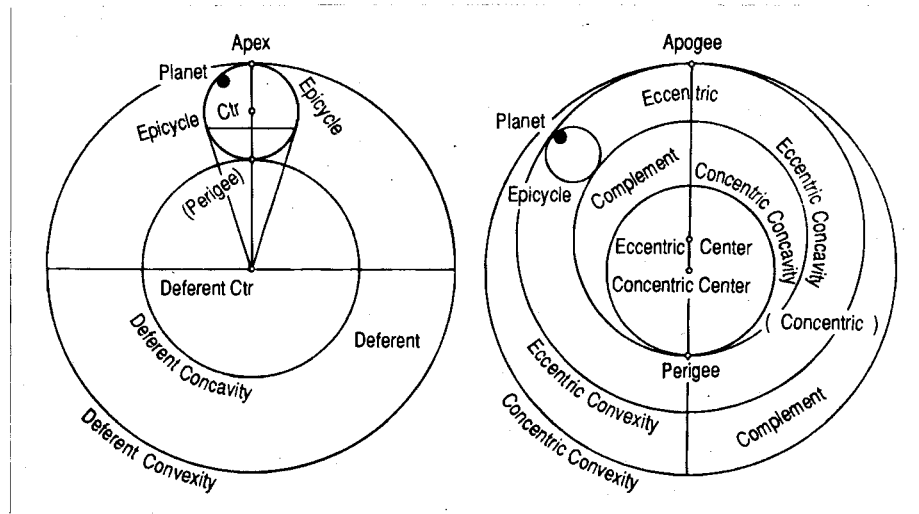 Apex
Planet
Ctr
Epicycle
Epicycle
(Perigee)
Deferent Ctr
Deferent
Deferent Concavity
Deferent Convexity
Apogee
Eccentric
Planet
Epicycle
Complement
Concentric Concavity
Eccentric Concavity
Eccentric Center
Concentric Center
( Concentric )
Perigee
Eccentric Convexity
Concentric Convexity
Complement